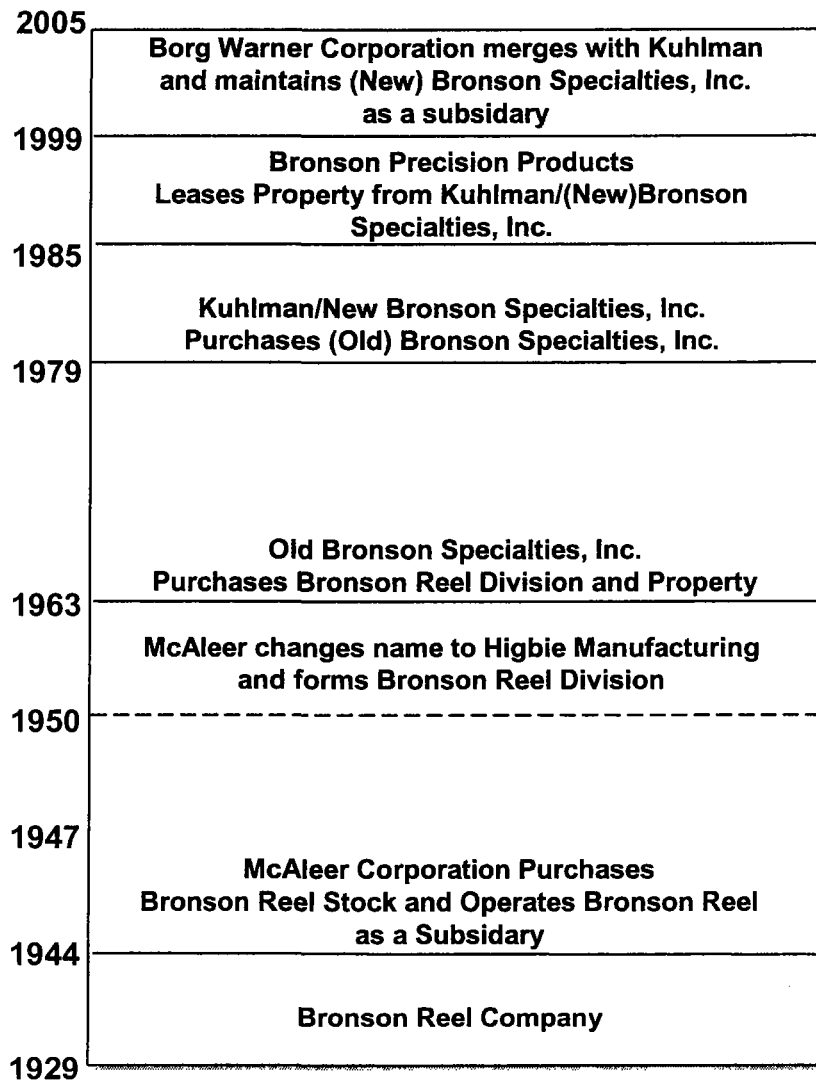 2005
Borg Warner Corporation merges with Kuhlman
and maintains (New) Bronson Specialties, Inc.
as a subsidary
1999
Bronson Precision Products
Leases Property from Kuhlman/(New)Bronson
Specialties, Inc.
1985
Kuhlman/New Bronson Specialties, Inc.
Purchases (Old) Bronson Specialties, Inc.
1979
Old Bronson Specialties, Inc.
Purchases Bronson Reel Division and Property
1963
McAleer changes name to Higbie Manufacturing
and forms Bronson Reel Division
1950
1947
McAleer Corporation Purchases
Bronson Reel Stock and Operates Bronson Reel
as a Subsidary
1944
Bronson Reel Company
1929